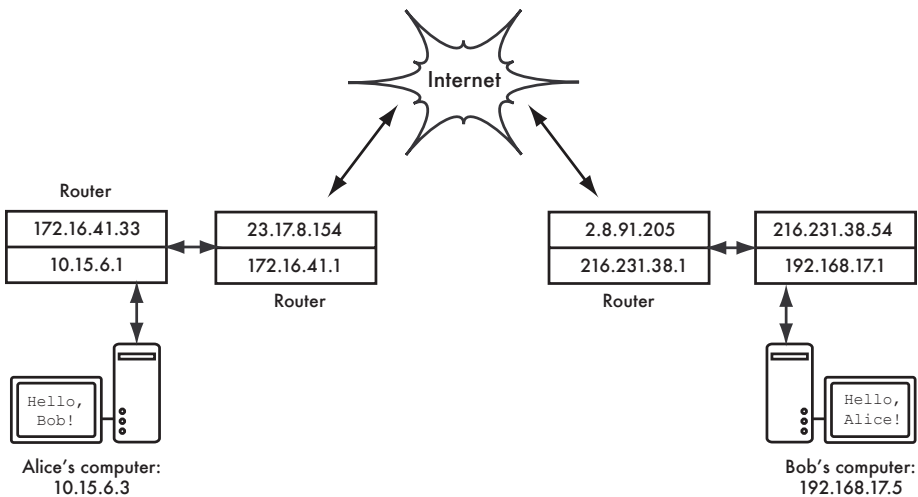 Internet
Router
172.16.41.33
10.15.6.1
23.17.8.154
172.16.41.1
Router
2.8.91.205
216.231.38.1
Router
216.231.38.54
192.168.17.1
Hello,
Bob!
Alice's computer:
10.15.6.3
Hello,
Alice!
Bob's computer:
192.168.17.5